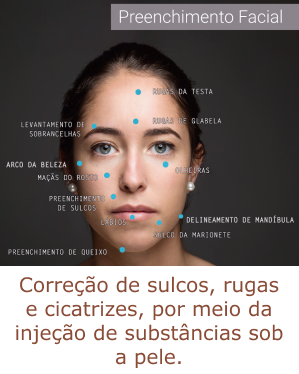 Preenchimento Facial
RUGAS DA TESTA
RUGAS DE GLABELA
LEVANTAMENTO DE
SOBRANCELHAS
ARCO DA BELEZA
OLHEIRAS
MAÇÃS DO ROSTO
PREENCHIMENTO
DE SULCOS
LÁBIOS
DELINEAMENTO DE MANDÍBULA
SULCO DA MARIONETE
PREENCHIMENTO DE QUEIXO
Correção de sulcos, rugas
e cicatrizes, por meio da
injeção de substâncias sob
a pele.